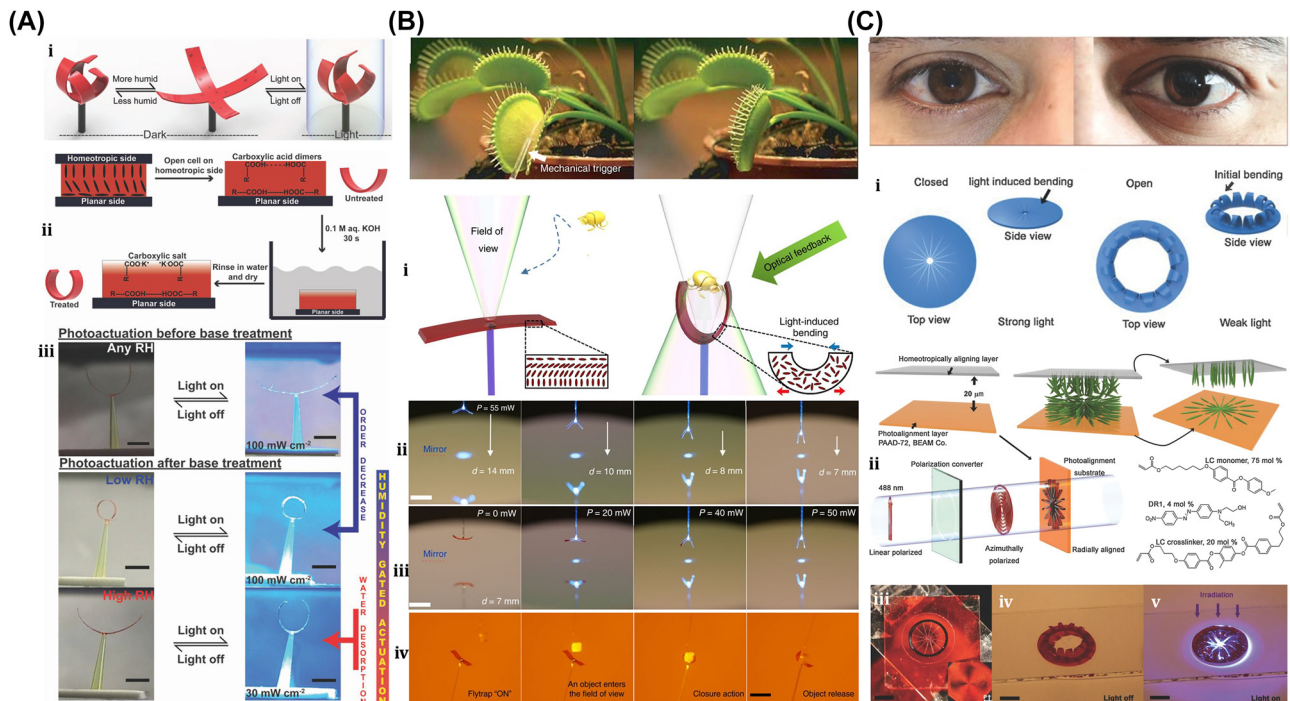 (A)
i
More humid
Less humid
Light on
Light off
Dark
Light
Homeotropic side
Planar side
Open cell on
homeotropic side
Carboxylic acid dimers
COOH HOOC
R R
R COOH HOOC R
Planar side
Untreated
ii
0.1 M aq. KOH
30 s
Carboxylic salt
COO⁻K⁺ ⁺K⁻OOC
R R
R COOH HOOC R
Planar side
Treated
Rinse in water
and dry
Planar side
Photoactuation before base treatment
iii
Any RH
Light on
Light off
100 mW cm⁻²
Photoactuation after base treatment
Low RH
Light on
Light off
100 mW cm⁻²
High RH
Light on
Light off
30 mW cm⁻²
ORDER DECREASE
WATER DESORPTION
HUMIDITY GATED ACTUATION
(B)
Mechanical trigger
i
Field of
view
Optical feedback
Light-induced
bending
ii
P = 55 mW
Mirror
d = 14 mm
d = 10 mm
d = 8 mm
d = 7 mm
iii
P = 0 mW
P = 20 mW
P = 40 mW
P = 50 mW
Mirror
d = 7 mm
iv
Flytrap "ON"
An object enters
the field of view
Closure action
Object release
(C)
i
Closed
light induced bending
Side view
Top view
Strong light
Open
Initial bending
Side view
Top view
Weak light
Homeotropically aligning layer
20 μm
Photoalignment layer
PAAD-72, BEAM Co.
ii
Polarization converter
488 nm
Linear polarized
Azimuthally
polarized
Photoalignment
substrate
Radially aligned
LC monomer, 75 mol %
DR1, 4 mol %
LC crosslinker, 20 mol %
iii
iv
Light off
v
Irradiation
Light on